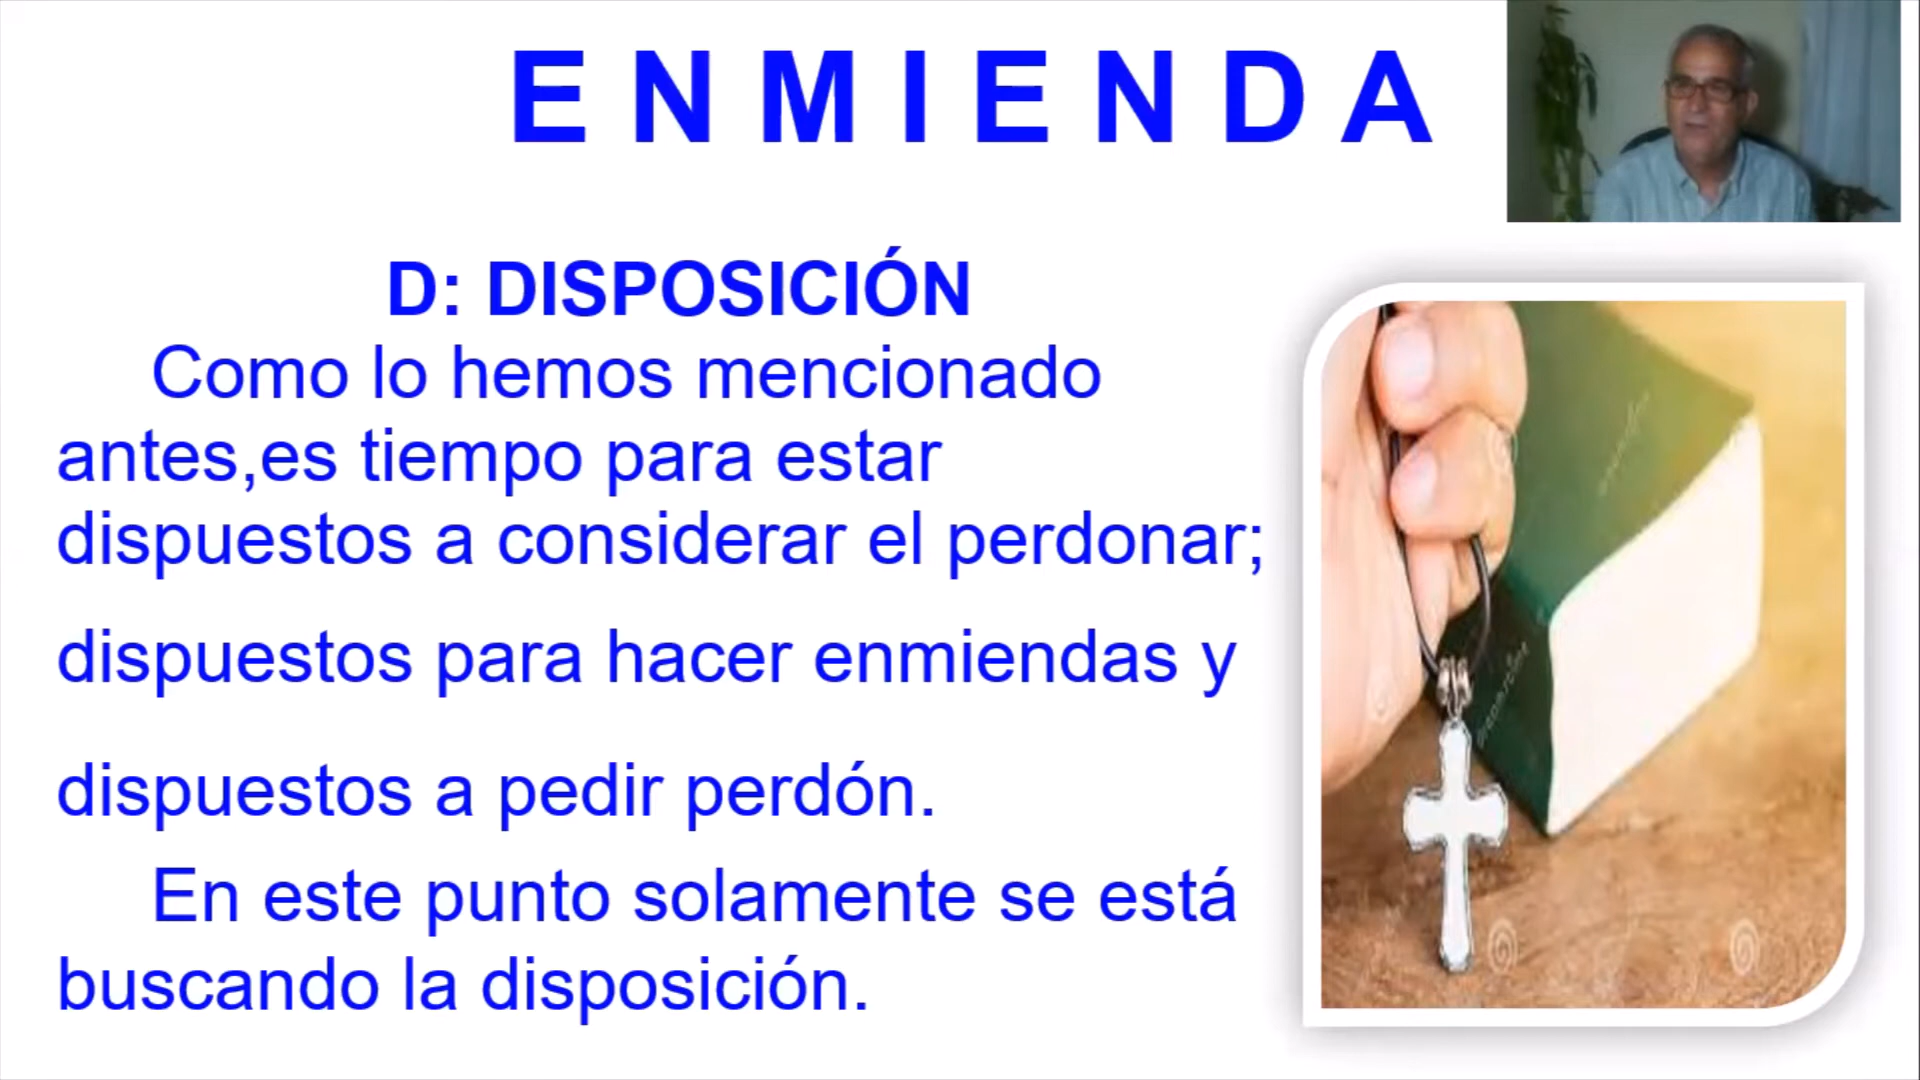 E N M I E N D A
D: DISPOSICIÓN
Como lo hemos mencionado
antes,es tiempo para estar
dispuestos a considerar el perdonar;
dispuestos para hacer enmiendas y
dispuestos a pedir perdón.
En este punto solamente se está
buscando la disposición.